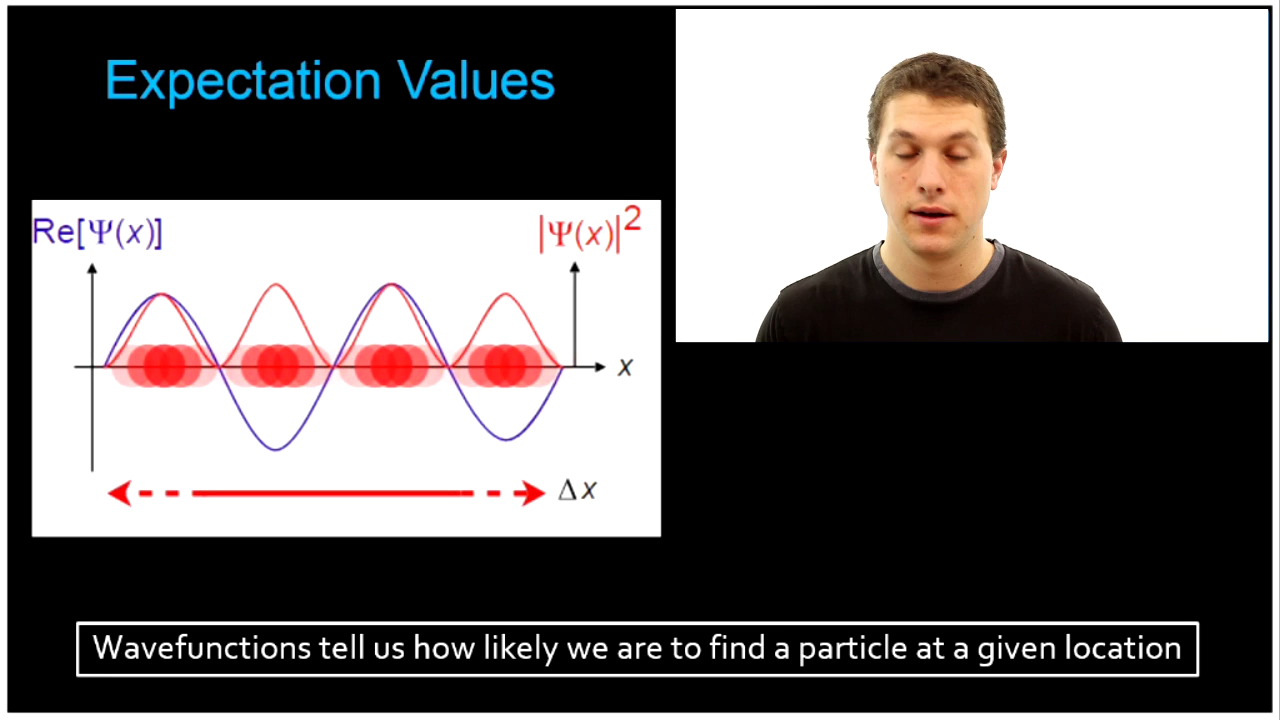 Expectation Values
Re[Ψ(x)]
|Ψ(x)|²
x
Δx
Wavefunctions tell us how likely we are to find a particle at a given location